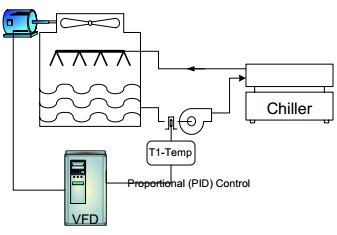 Chiller
T1-Temp
Proportional (PID) Control
VFD